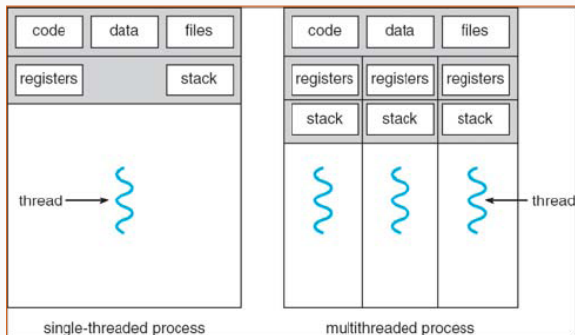 code data files
registers stack
thread
single-threaded process
code data files
registers registers registers
stack stack stack
thread
multithreaded process